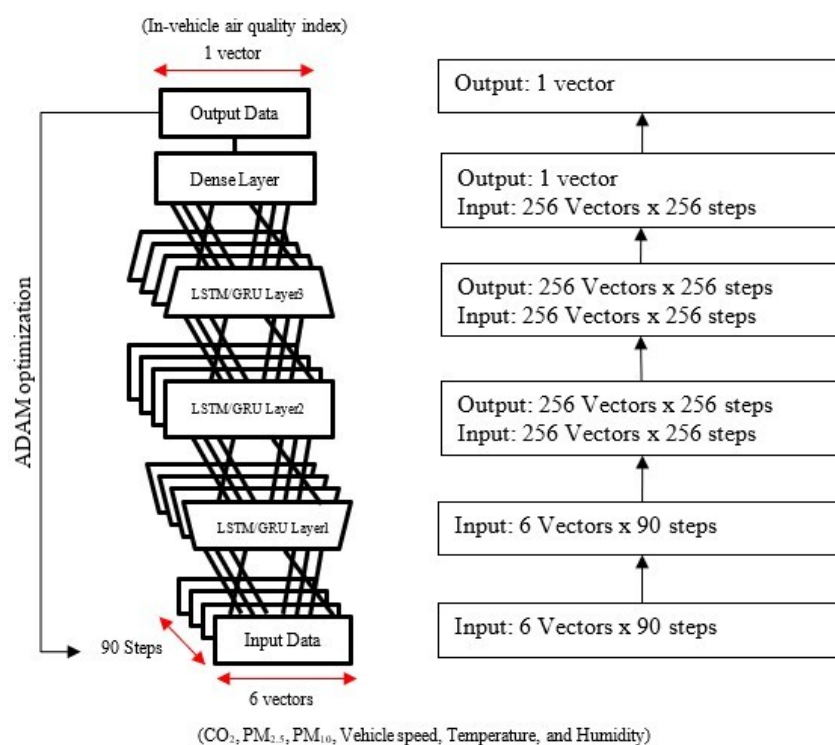 (In-vehicle air quality index)
1 vector
Output Data
Dense Layer
LSTM/GRU Layer3
LSTM/GRU Layer2
LSTM/GRU Layer1
Input Data
90 Steps
6 vectors
ADAM optimization
(CO₂, PM₂.₅, PM₁₀, Vehicle speed, Temperature, and Humidity)
Output: 1 vector
Output: 1 vector
Input: 256 Vectors x 256 steps
Output: 256 Vectors x 256 steps
Input: 256 Vectors x 256 steps
Output: 256 Vectors x 256 steps
Input: 256 Vectors x 256 steps
Input: 6 Vectors x 90 steps
Input: 6 Vectors x 90 steps